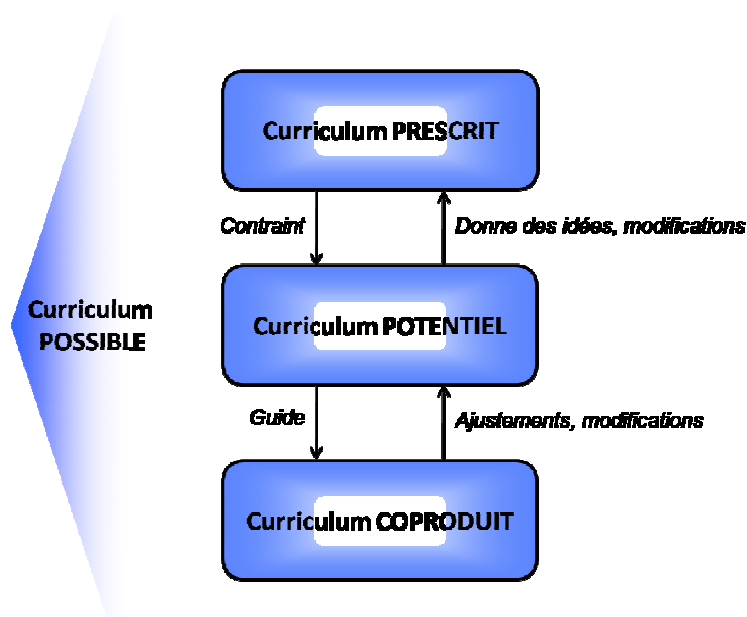 Curriculum PRESCRIT
Contraint
Donne des idées, modifications
Curriculum
POSSIBLE
Curriculum POTENTIEL
Guide
Ajustements, modifications
Curriculum COPRODUIT